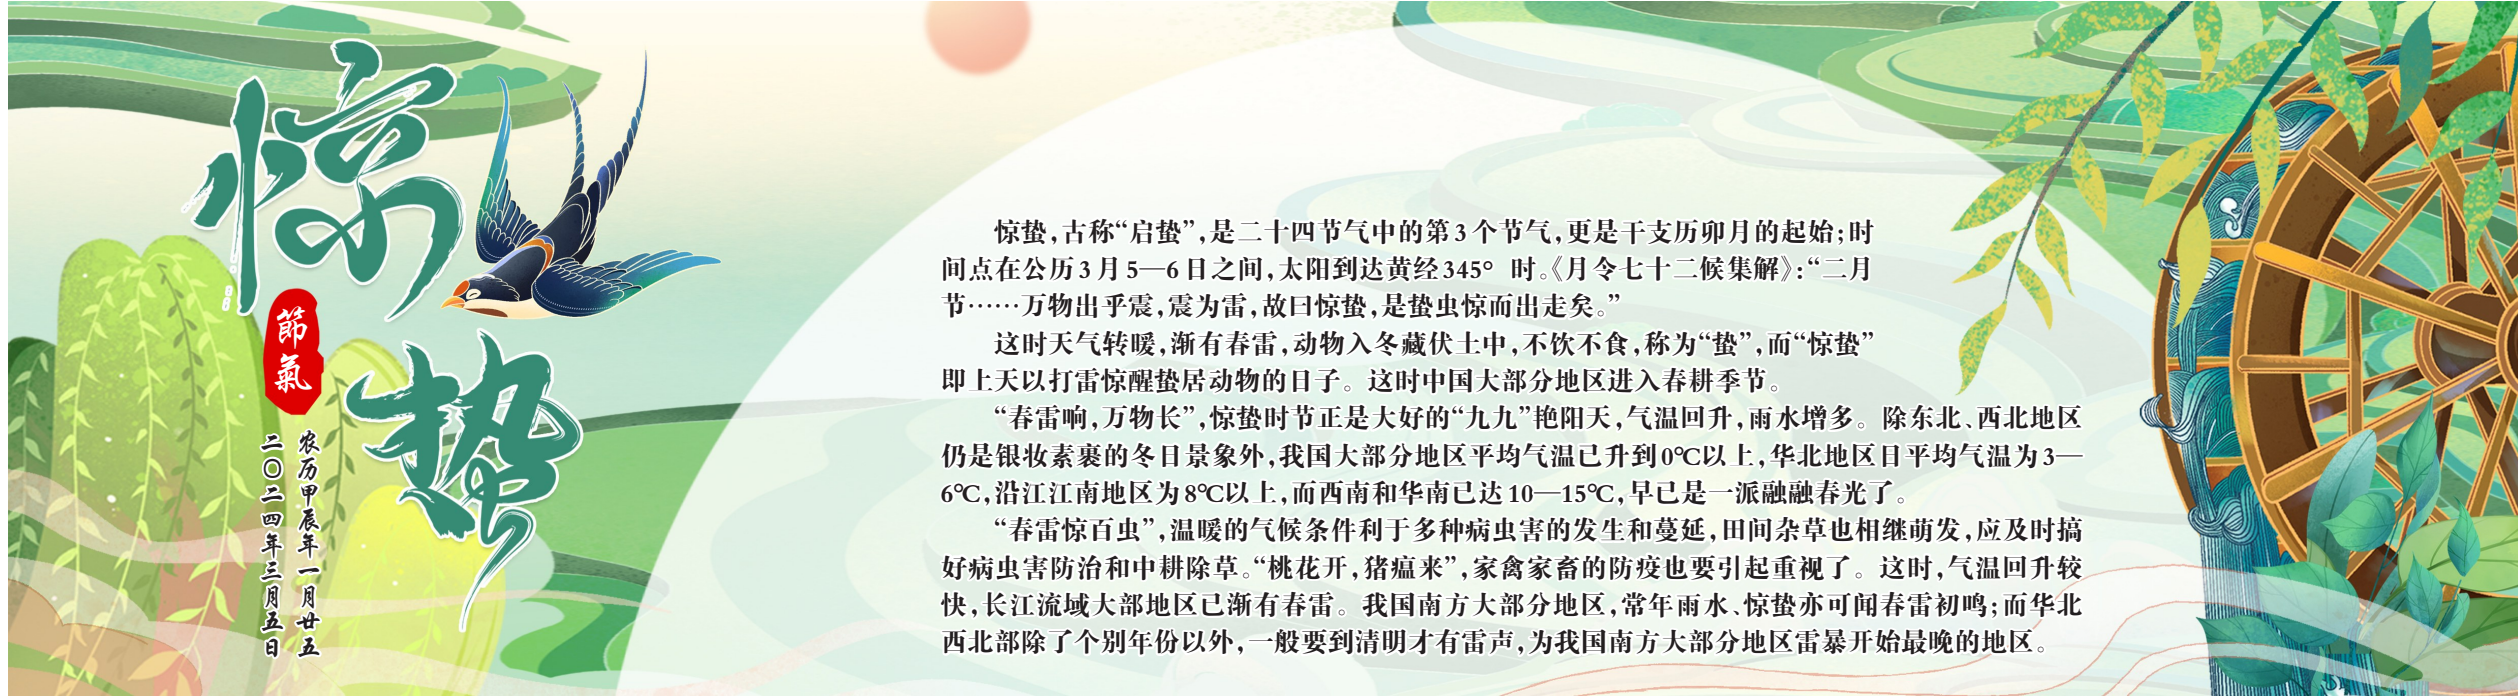 惊
蛰
節氣
农历甲辰年一月廿五
二〇二四年三月五日
惊蛰，古称“启蛰”，是二十四节气中的第3个节气，更是干支历卯月的起始；时
间点在公历3月5—6日之间，太阳到达黄经345°时。《月令七十二候集解》：“二月
节……万物出乎震，震为雷，故曰惊蛰，是蛰虫惊而出走矣。”
这时天气转暖，渐有春雷，动物入冬藏伏土中，不饮不食，称为“蛰”，而“惊蛰”
即上天以打雷惊醒蛰居动物的日子。这时中国大部分地区进入春耕季节。
“春雷响，万物长”，惊蛰时节正是大好的“九九”艳阳天，气温回升，雨水增多。除东北、西北地区
仍是银妆素裹的冬日景象外，我国大部分地区平均气温已升到0℃以上，华北地区日平均气温为3—
6℃，沿江江南地区为8℃以上，而西南和华南已达10—15℃，早已是一派融融春光了。
“春雷惊百虫”，温暖的气候条件利于多种病虫害的发生和蔓延，田间杂草也相继萌发，应及时搞
好病虫害防治和中耕除草。“桃花开，猪瘟来”，家禽家畜的防疫也要引起重视了。这时，气温回升较
快，长江流域大部地区已渐有春雷。我国南方大部分地区，常年雨水、惊蛰亦可闻春雷初鸣；而华北
西北部除了个别年份以外，一般要到清明才有雷声，为我国南方大部分地区雷暴开始最晚的地区。